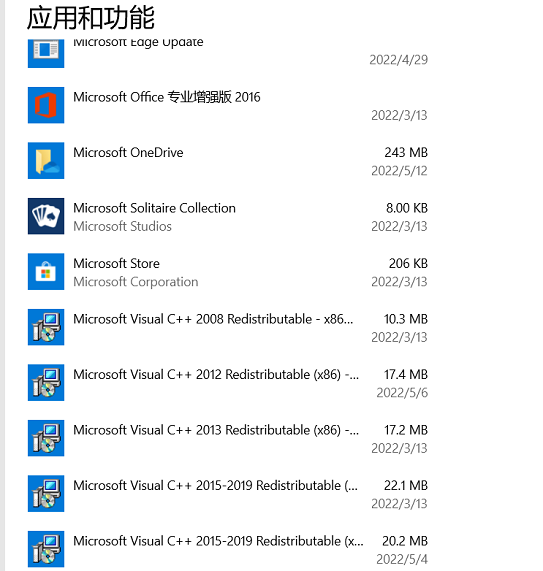 应用和功能
Microsoft Edge Update
2022/4/29
Microsoft Office 专业增强版 2016
2022/3/13
Microsoft OneDrive 243 MB
2022/5/12
Microsoft Solitaire Collection 8.00 KB
Microsoft Studios 2022/3/13
Microsoft Store 206 KB
Microsoft Corporation 2022/3/13
Microsoft Visual C++ 2008 Redistributable - x86... 10.3 MB
2022/3/13
Microsoft Visual C++ 2012 Redistributable (x86) -... 17.4 MB
2022/5/6
Microsoft Visual C++ 2013 Redistributable (x86) -... 17.2 MB
2022/3/13
Microsoft Visual C++ 2015-2019 Redistributable (... 22.1 MB
2022/3/13
Microsoft Visual C++ 2015-2019 Redistributable (x... 20.2 MB
2022/5/4